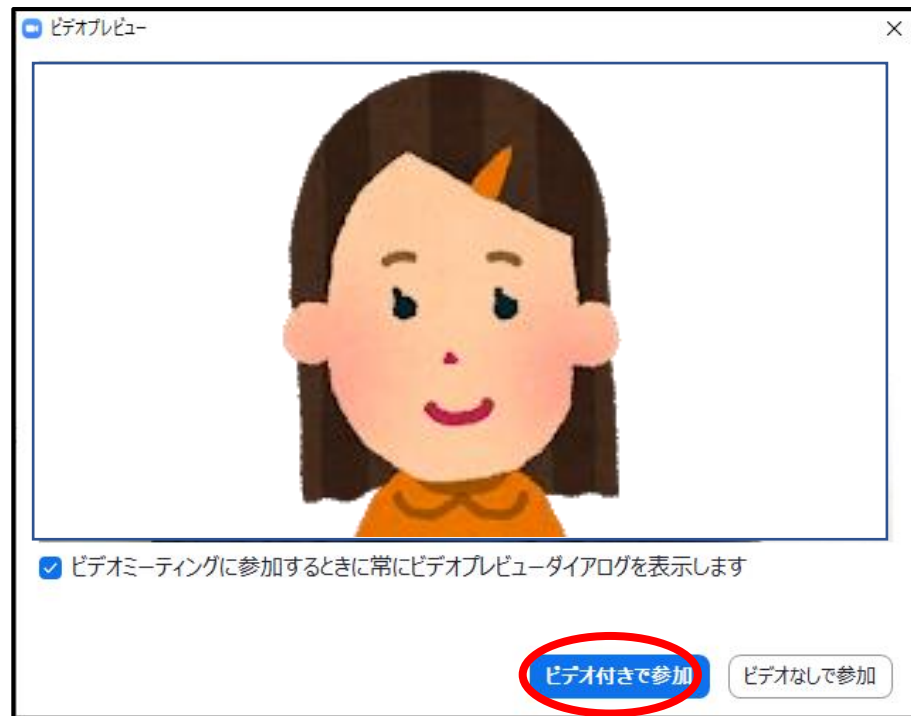 ビデオプレビュー
ビデオミーティングに参加するときに常にビデオプレビューダイアログを表示します
ビデオ付きで参加
ビデオなしで参加